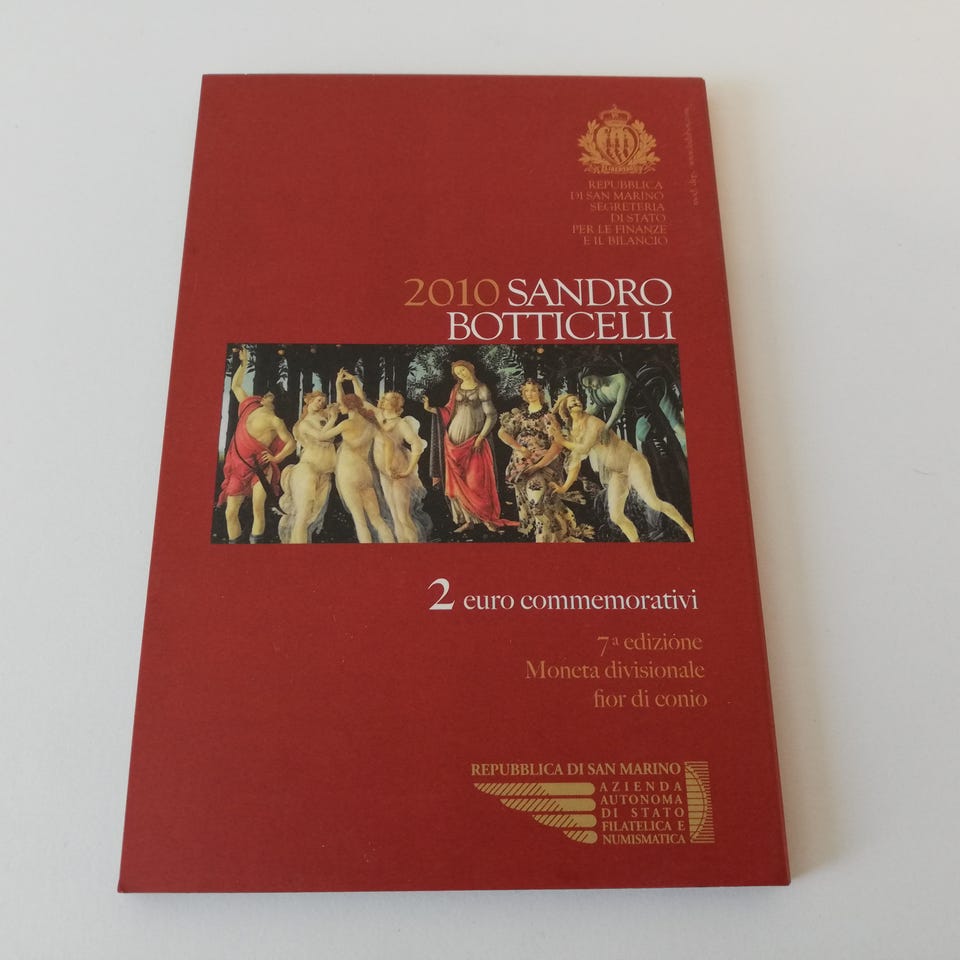 REPUBBLICA
DI SAN MARINO
SEGRETERIA
DI STATO
PER LE FINANZE
E IL BILANCIO
2010 SANDRO
BOTTICELLI
2 euro commemorativi
7ª edizione
Moneta divisionale
fior di conio
REPUBBLICA DI SAN MARINO
AZIENDA
AUTONOMA
DI STATO
FILATELICA E
NUMISMATICA